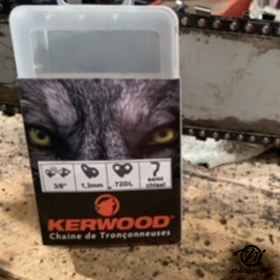 3/8"
1,3mm
72DL
semi
chisel
KERWOOD
Chaîne de Tronçonneuses